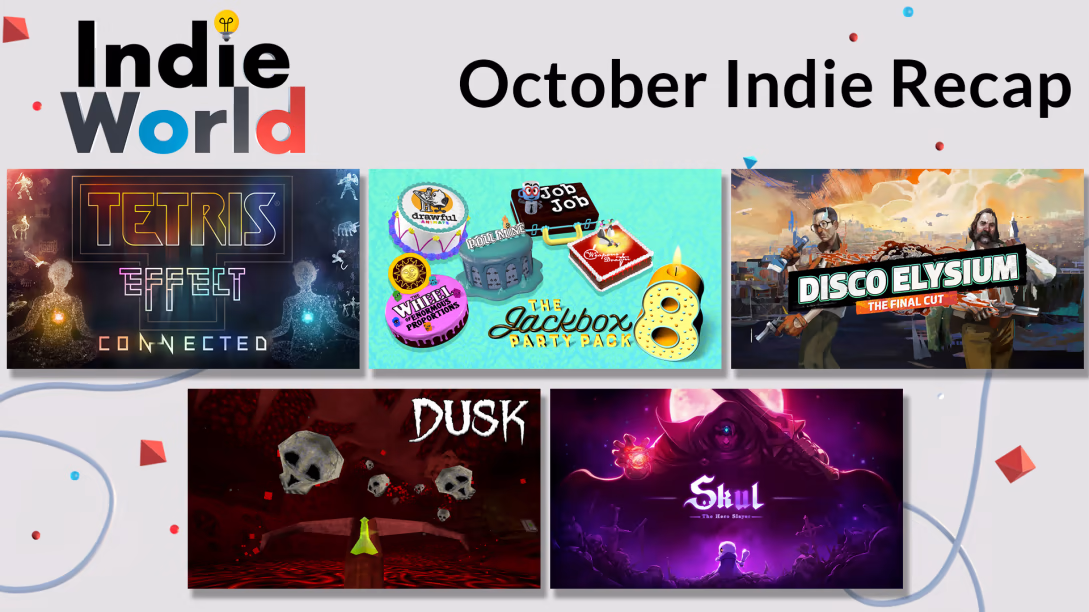 Indie
World
October Indie Recap
TETRIS
EFFECT
CONNECTED
drawful
ANIMATE
Job
Job
POLL MINE
WHEEL
OF ENORMOUS
PROPORTIONS
THE
Jackbox
PARTY PACK
8
DISCO ELYSIUM
THE FINAL CUT
DUSK
Skul
The Hero Slayer